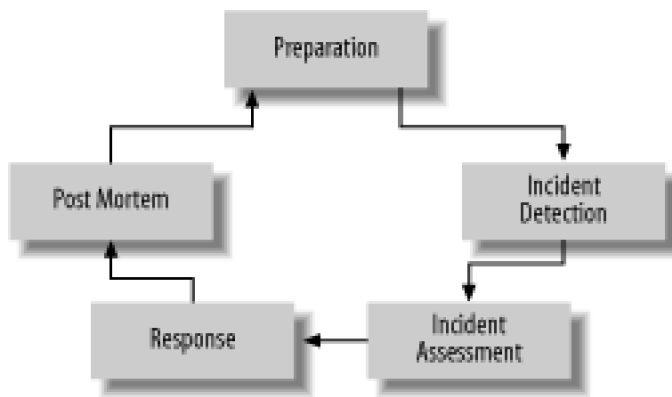 Preparation
Incident
Detection
Incident
Assessment
Response
Post Mortem